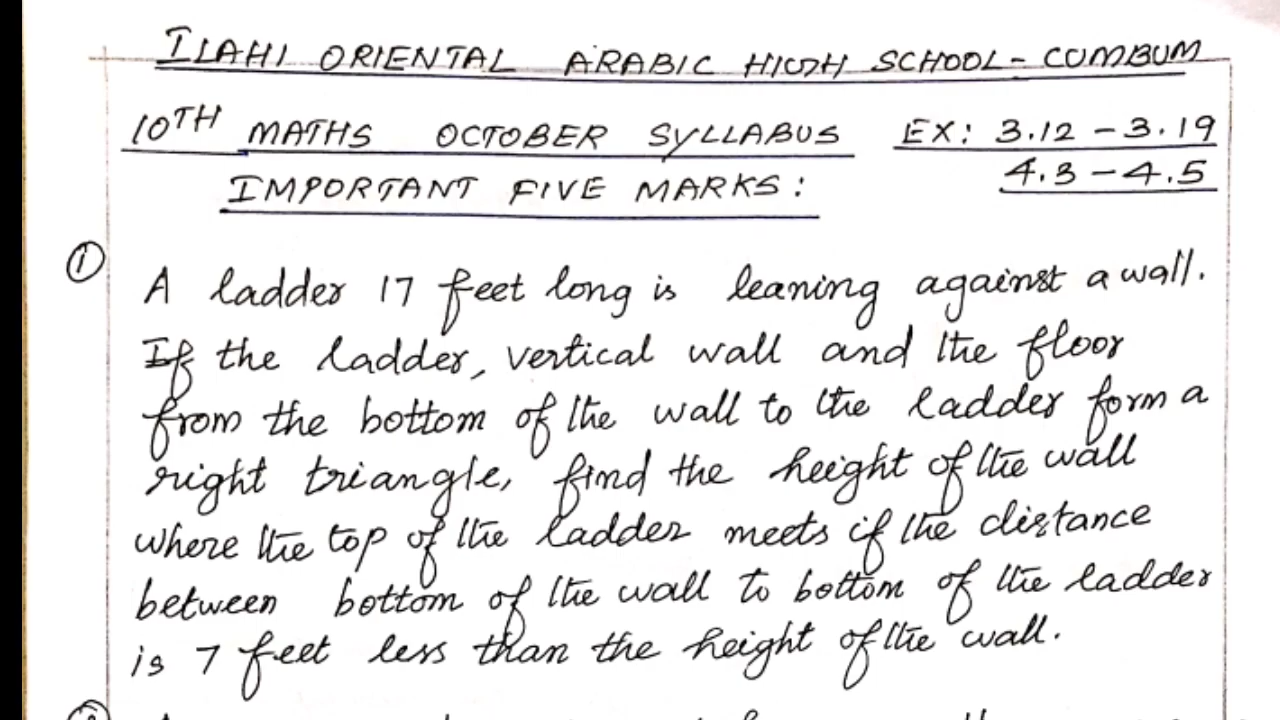 ILAHI ORIENTAL ARABIC HIGH SCHOOL - CUMBUM
10TH MATHS OCTOBER SYLLABUS EX: 3.12 - 3.19
4.3 - 4.5
IMPORTANT FIVE MARKS:
① A ladder 17 feet long is leaning against a wall.
If the ladder, vertical wall and the floor
from the bottom of the wall to the ladder form a
right triangle, find the height of the wall
where the top of the ladder meets if the distance
between bottom of the wall to bottom of the ladder
is 7 feet less than the height of the wall.